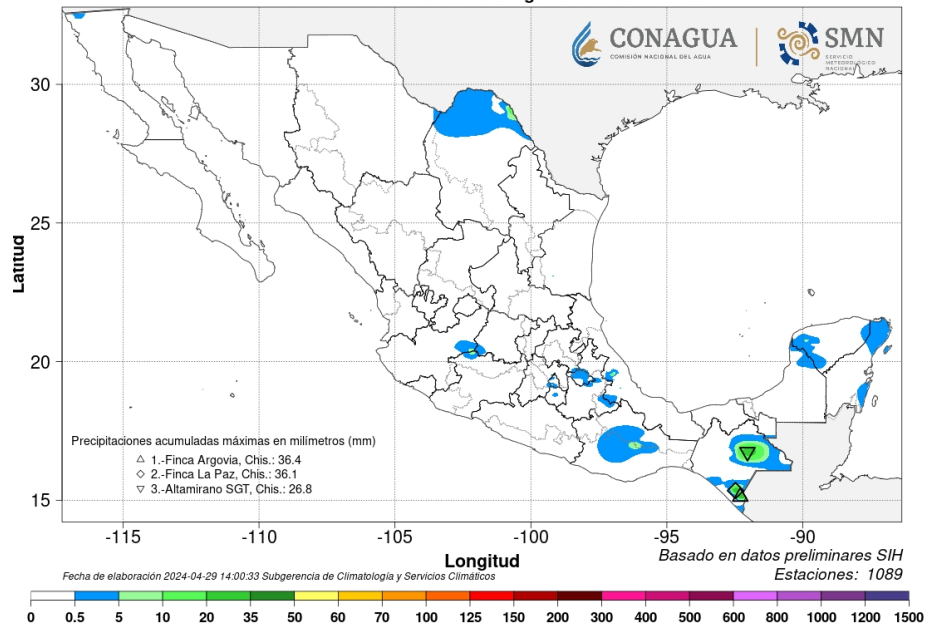 CONAGUA
COMISIÓN NACIONAL DEL AGUA
SMN
SERVICIO
METEOROLÓGICO
NACIONAL
30
25
20
15
Latitud
Precipitaciones acumuladas máximas en milímetros (mm)
1.-Finca Argovia, Chis.: 36.4
2.-Finca La Paz, Chis.: 36.1
3.-Altamirano SGT, Chis.: 26.8
-115 -110 -105 -100 -95 -90
Longitud
Basado en datos preliminares SIH
Estaciones: 1089
Fecha de elaboración 2024-04-29 14:00:33 Subgerencia de Climatología y Servicios Climáticos
0 0.5 5 10 20 35 50 60 70 100 125 150 200 300 400 500 600 800 1000 1200 1500